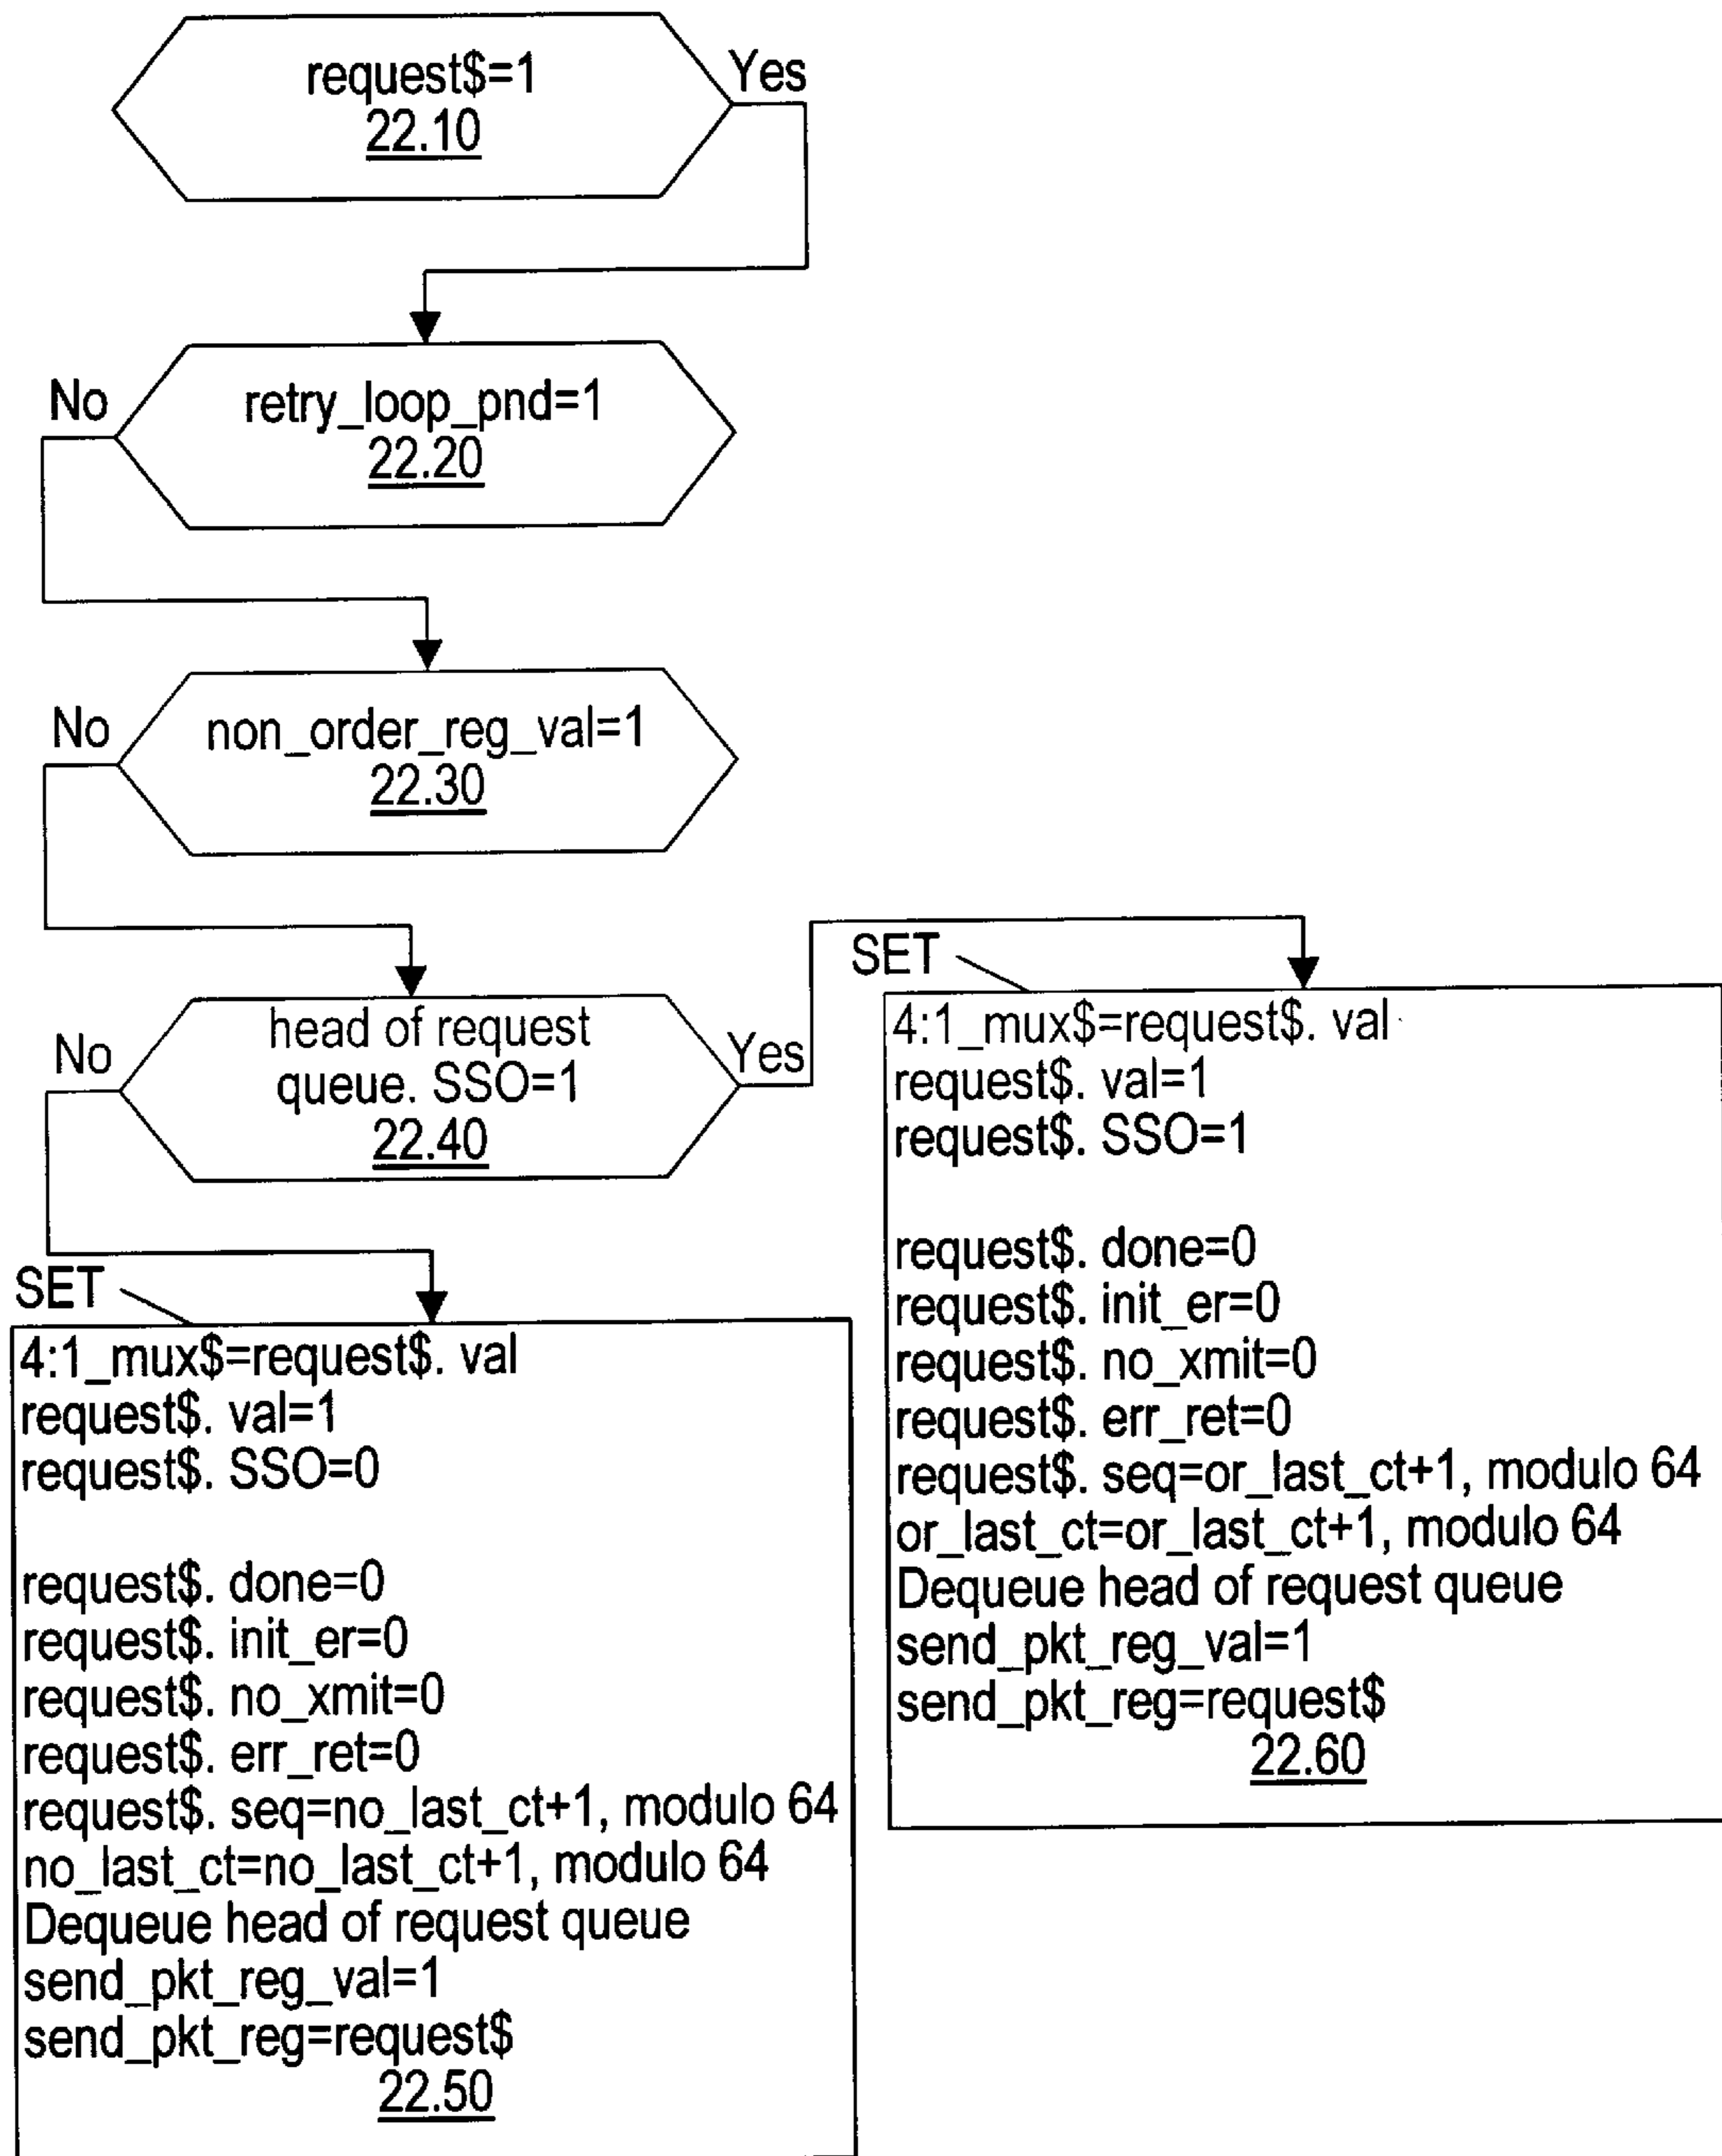 request$=1
22.10
Yes
No
retry_loop_pnd=1
22.20
No
non_order_reg_val=1
22.30
No
head of request
queue. SSO=1
22.40
Yes
SET
4:1_mux$=request$. val
request$. val=1
request$. SSO=1
request$. done=0
request$. init_er=0
request$. no_xmit=0
request$. err_ret=0
request$. seq=or_last_ct+1, modulo 64
or_last_ct=or_last_ct+1, modulo 64
Dequeue head of request queue
send_pkt_reg_val=1
send_pkt_reg=request$
22.60
SET
4:1_mux$=request$. val
request$. val=1
request$. SSO=0
request$. done=0
request$. init_er=0
request$. no_xmit=0
request$. err_ret=0
request$. seq=no_last_ct+1, modulo 64
no_last_ct=no_last_ct+1, modulo 64
Dequeue head of request queue
send_pkt_reg_val=1
send_pkt_reg=request$
22.50